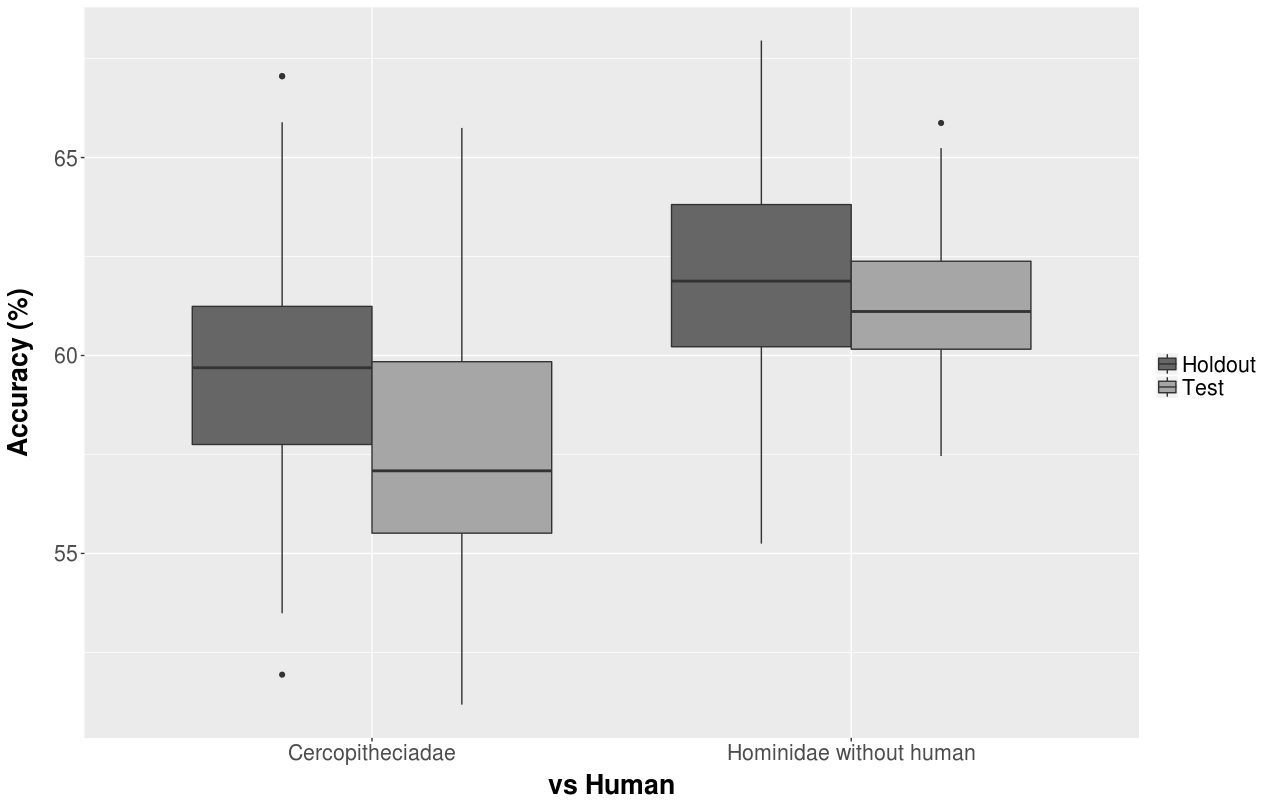 Accuracy (%)
65
60
55
Cercopitheciadae
Hominidae without human
vs Human
Holdout
Test